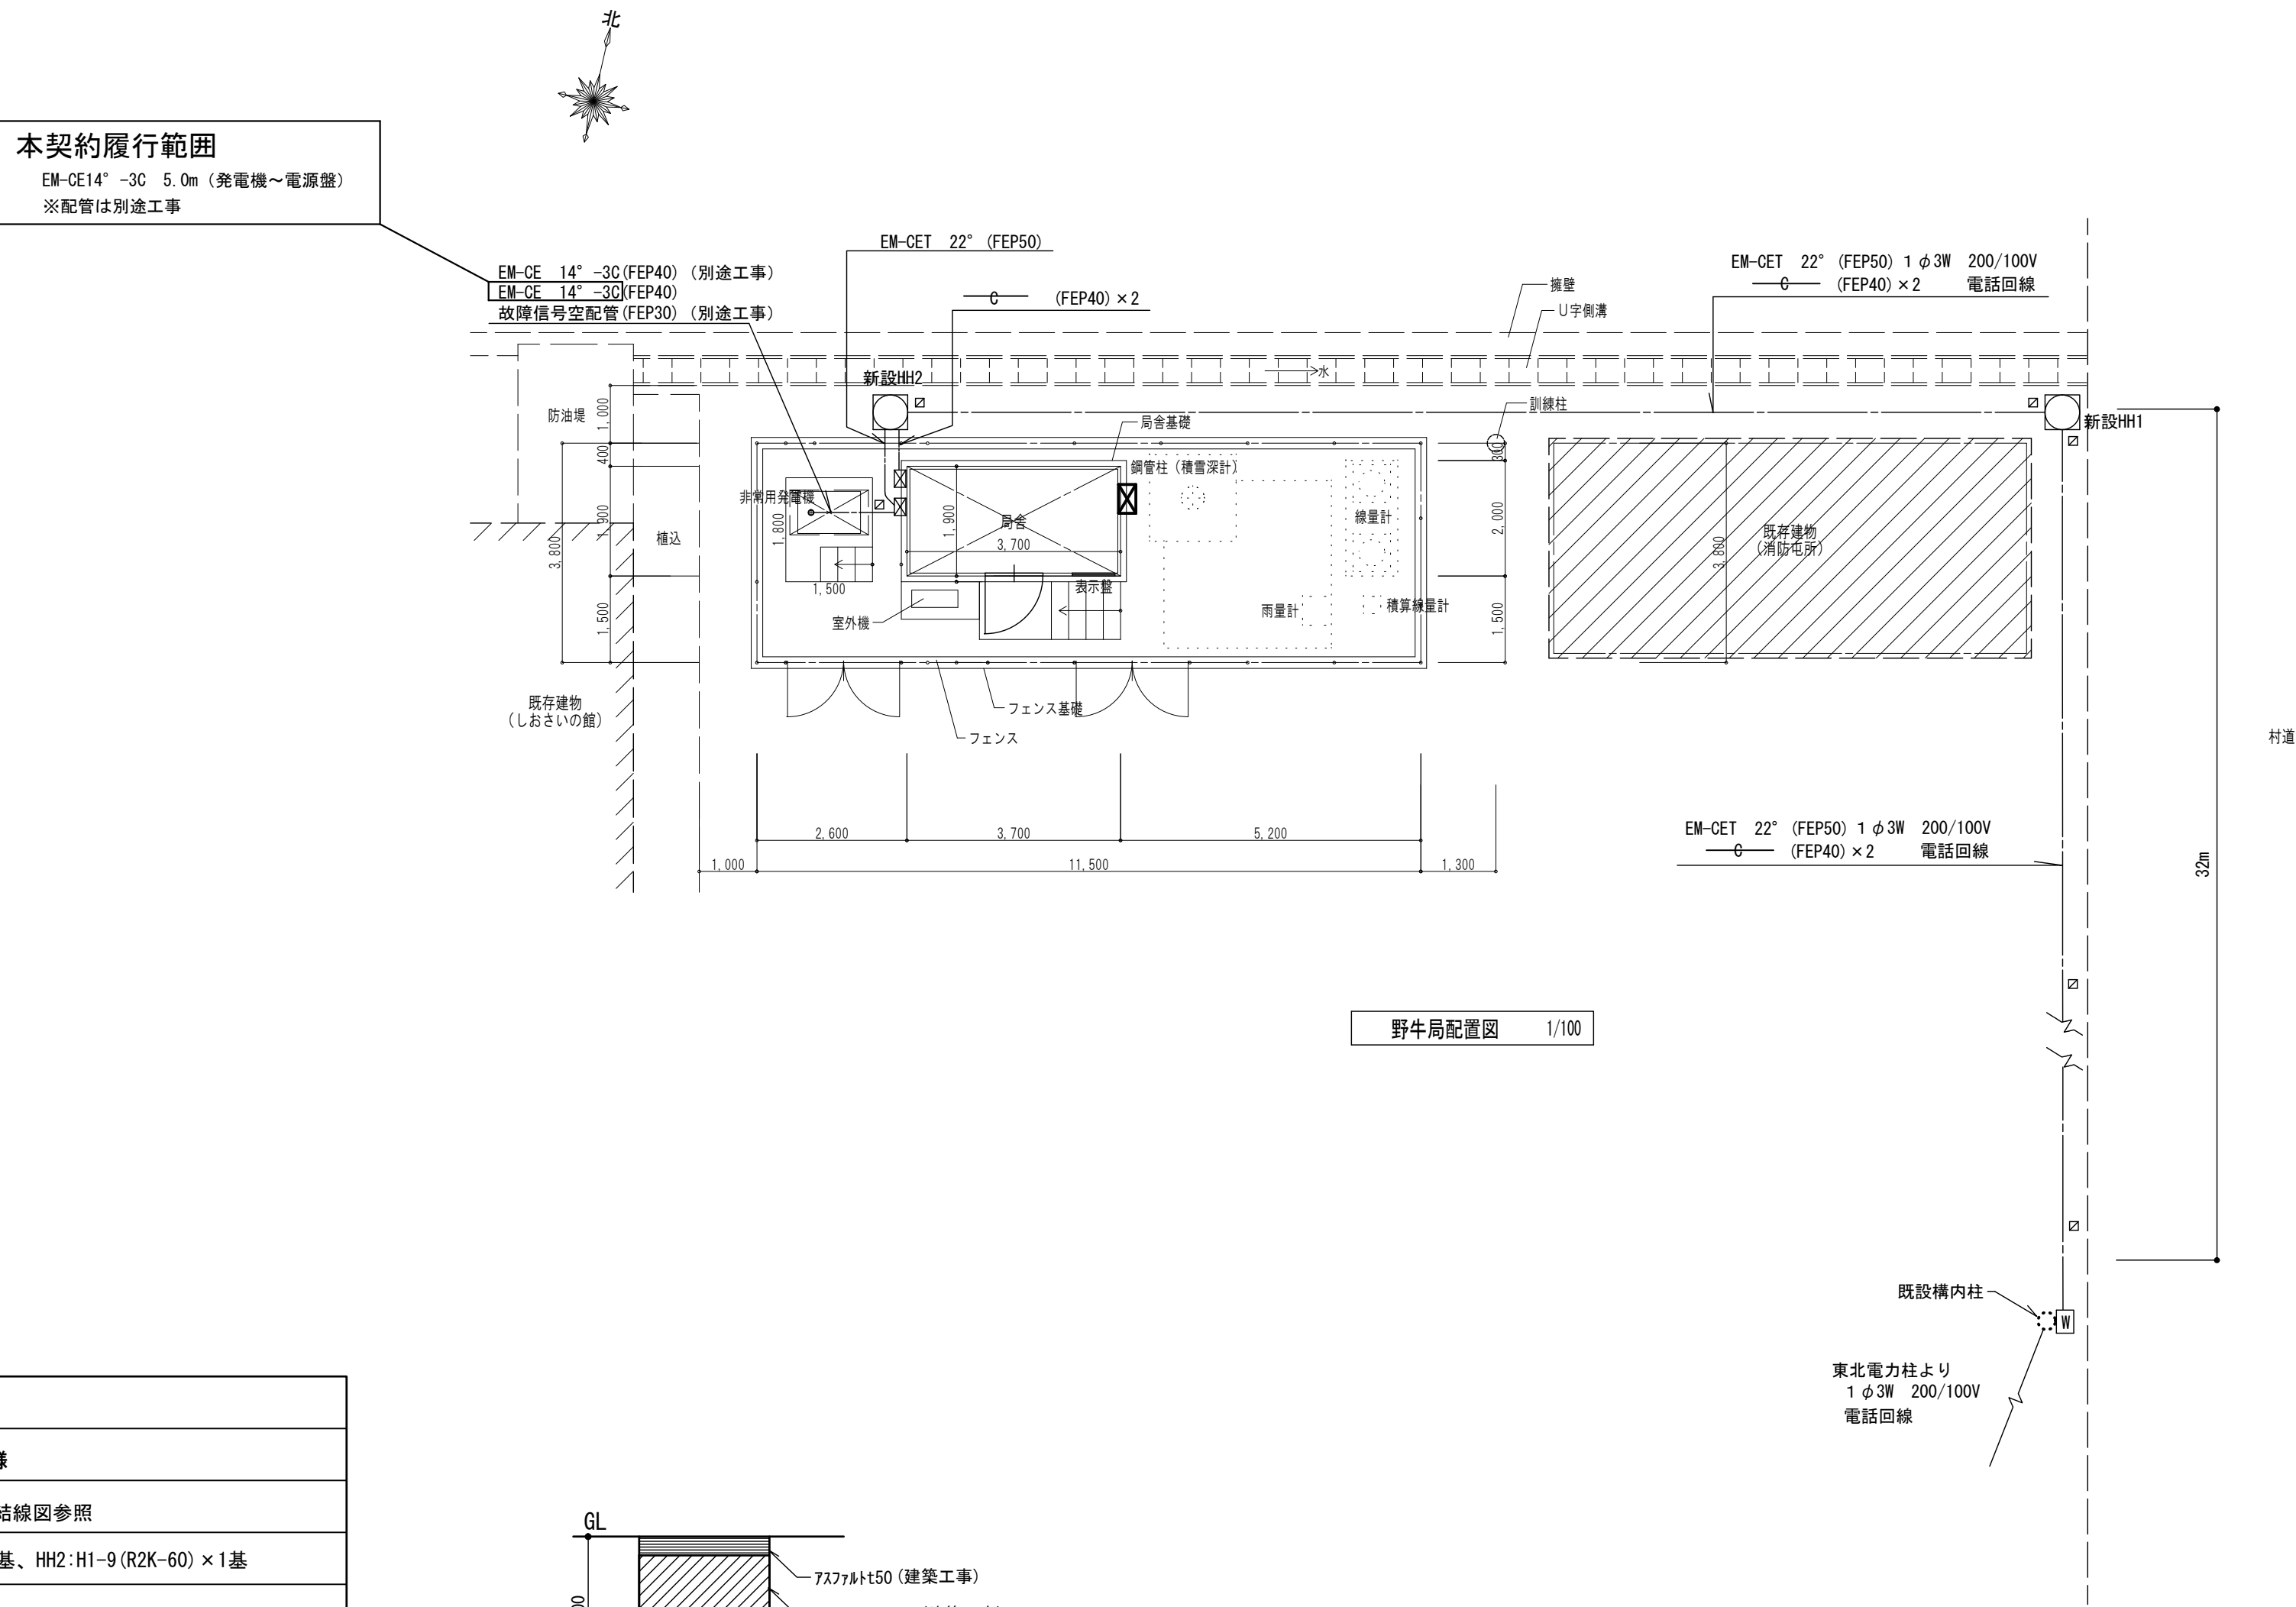 北
本契約履行範囲
EM-CE14°-3C 5.0m（発電機～電源盤）
※配管は別途工事
EM-CET 22° (FEP50)
EM-CE 14°-3C(FEP40)（別途工事）
EM-CE 14°-3C(FEP40)
故障信号空配管(FEP30)（別途工事）
C (FEP40)×2
擁壁
U字側溝
EM-CET 22° (FEP50) 1φ3W 200/100V
C (FEP40)×2 電話回線
水
新設HH2
訓練柱
新設HH1
防油堤
1,000
400
1,900
3,800
1,500
植込
局舎基礎
鋼管柱（積雪深計）
非常用発電機
1,800
1,500
1,900
局舎
3,700
表示盤
室外機
線量計
雨量計
積算線量計
300
2,000
1,500
既存建物
（消防屯所）
3,800
既存建物
（しおさいの館）
フェンス基礎
フェンス
村道
2,600
3,700
5,200
1,000
11,500
1,300
EM-CET 22° (FEP50) 1φ3W 200/100V
C (FEP40)×2 電話回線
32m
野牛局配置図 1/100
既設構内柱
W
東北電力柱より
1φ3W 200/100V
電話回線
様
結線図参照
基、HH2:H1-9(R2K-60)×1基
GL
ｱｽﾌｧﾙﾄt50(建築工事)